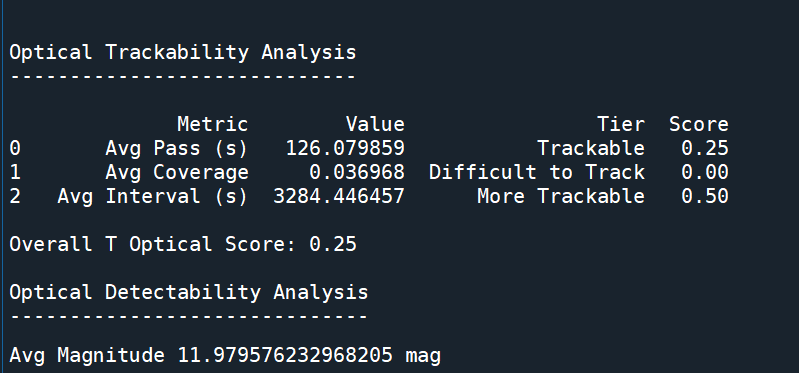 Optical Trackability Analysis
-----------------------------
Metric Value Tier Score
0 Avg Pass (s) 126.079859 Trackable 0.25
1 Avg Coverage 0.036968 Difficult to Track 0.00
2 Avg Interval (s) 3284.446457 More Trackable 0.50
Overall T Optical Score: 0.25
Optical Detectability Analysis
------------------------------
Avg Magnitude 11.979576232968205 mag